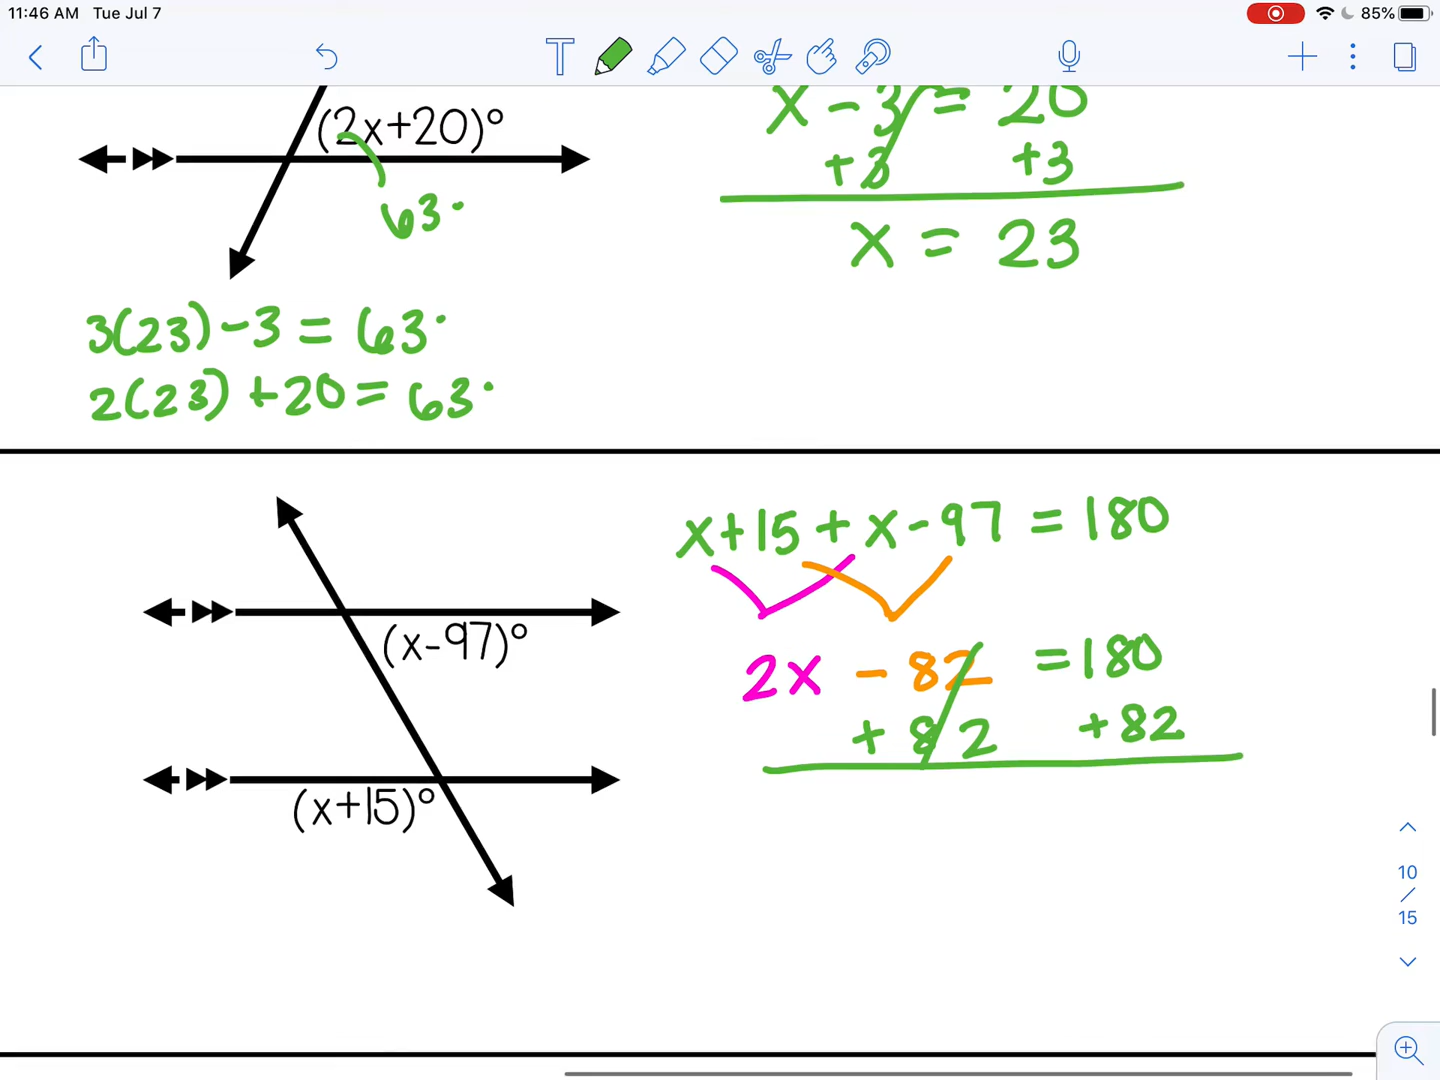 11:46 AM Tue Jul 7
85%
(2x+20)°
63°
x - 3 = 20
+3 +3
x = 23
3(23) - 3 = 63°
2(23) + 20 = 63°
x+15 + x - 97 = 180
(x-97)°
2x - 82 = 180
+ 82 +82
(x+15)°
10
/
15